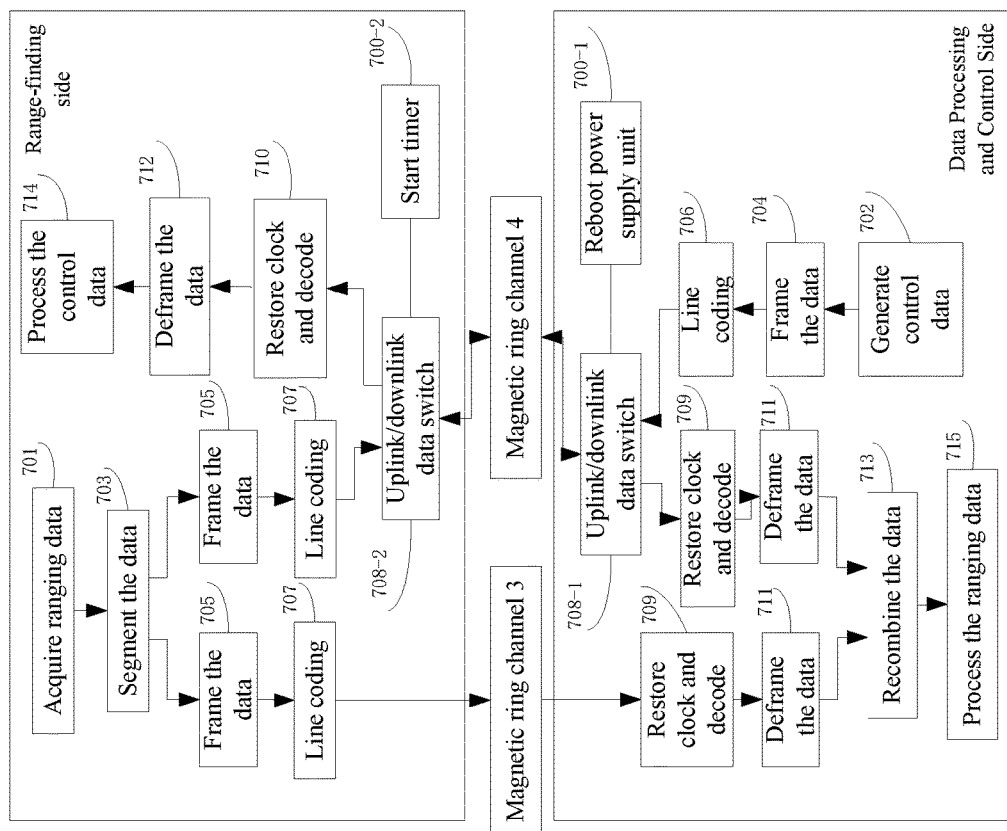 Range-finding
side
Acquire ranging data
701
Segment the data
703
Frame the
data
705
Line coding
707
Frame the
data
705
Line coding
707
Uplink/downlink
data switch
708-2
Start timer
700-2
Restore clock
and decode
710
Deframe the
data
712
Process the
control
data
714
Magnetic ring channel 3
Magnetic ring channel 4
Data Processing
and Control Side
Reboot power
supply unit
700-1
Uplink/downlink
data switch
708-1
Line
coding
706
Frame
the data
704
Generate
control
data
702
Restore
clock and
decode
709
Deframe
the data
711
Restore clock
and decode
709
Deframe
the data
711
Recombine the data
713
Process the ranging data
715